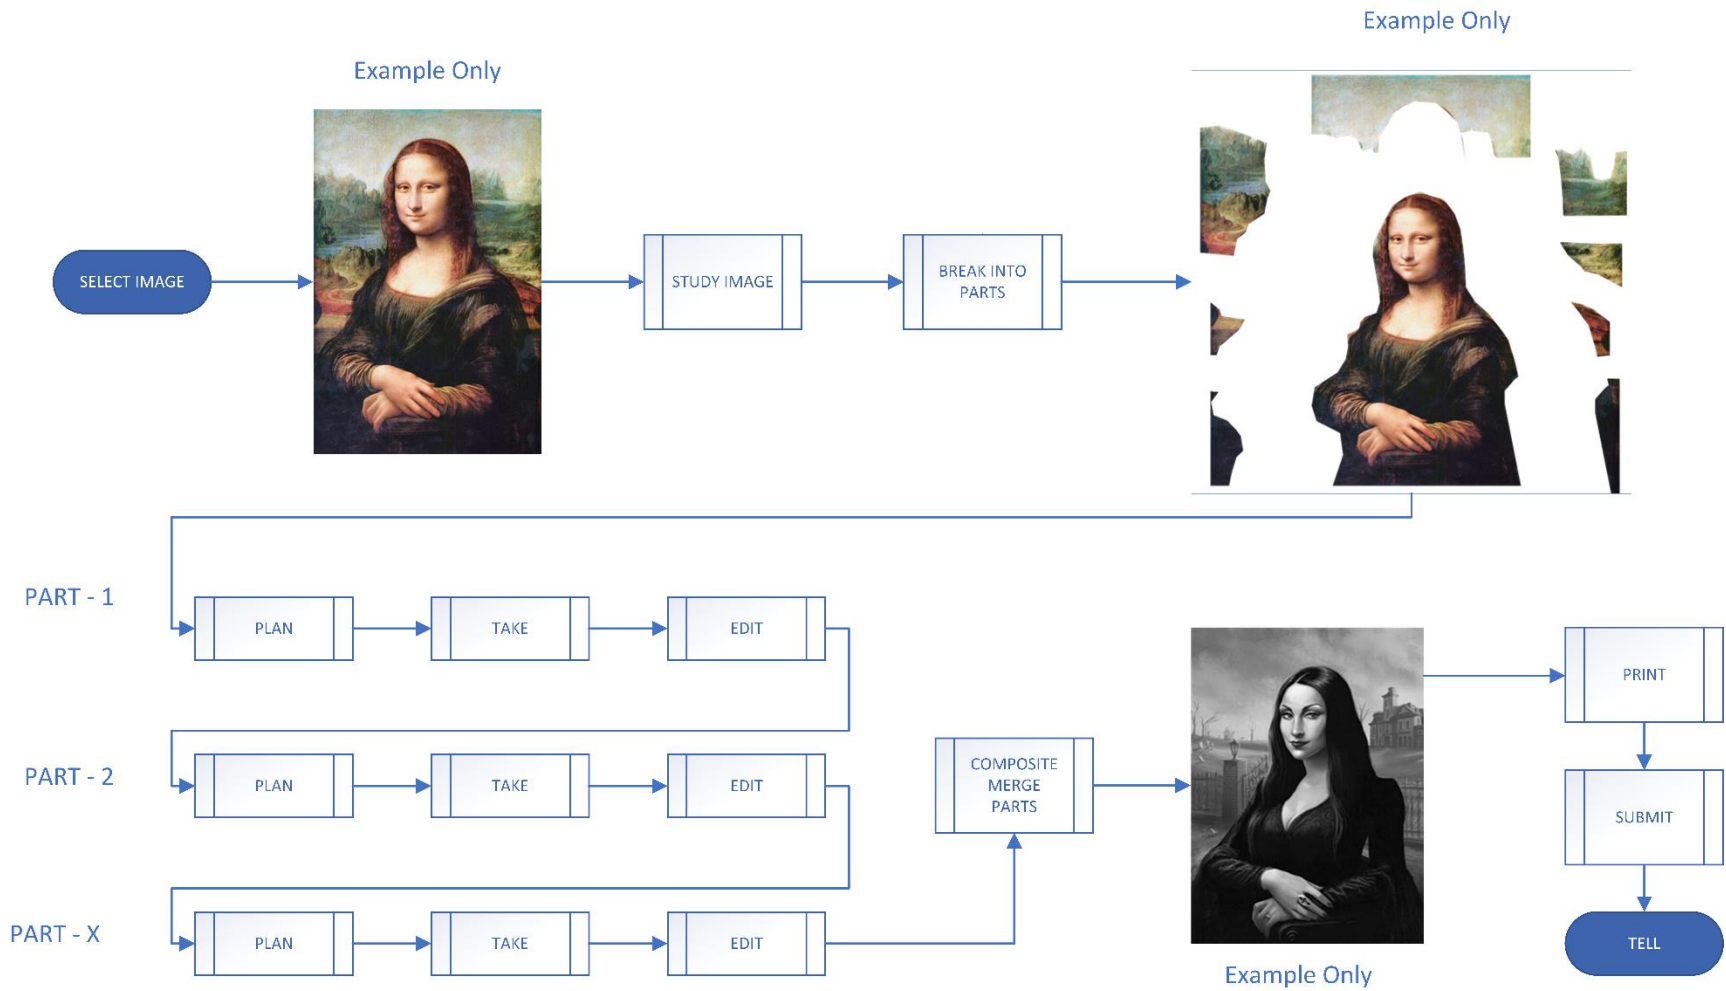 Example Only
Example Only
SELECT IMAGE
STUDY IMAGE
BREAK INTO
PARTS
PART - 1
PLAN
TAKE
EDIT
PART - 2
PLAN
TAKE
EDIT
PART - X
PLAN
TAKE
EDIT
COMPOSITE
MERGE
PARTS
Example Only
PRINT
SUBMIT
TELL